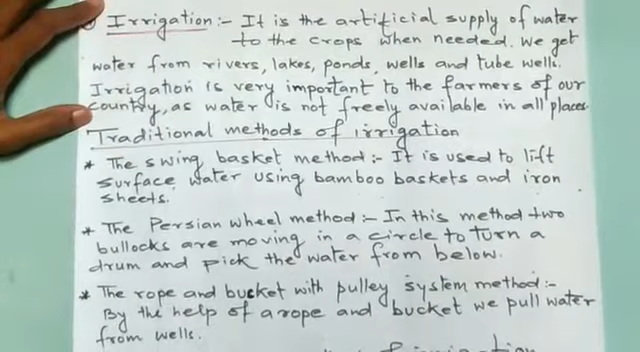 Irrigation :- It is the artificial supply of water
to the crops when needed. We get
water from rivers, lakes, ponds, wells and tube wells.
Irrigation is very important to the farmers of our
country, as water is not freely available in all places.
Traditional methods of irrigation
* The swing basket method :- It is used to lift
surface water using bamboo baskets and iron
sheets.
* The Persian wheel method :- In this method two
bullocks are moving in a circle to turn a
drum and pick the water from below.
* The rope and bucket with pulley system method :-
By the help of a rope and bucket we pull water
from wells.
of irrigation